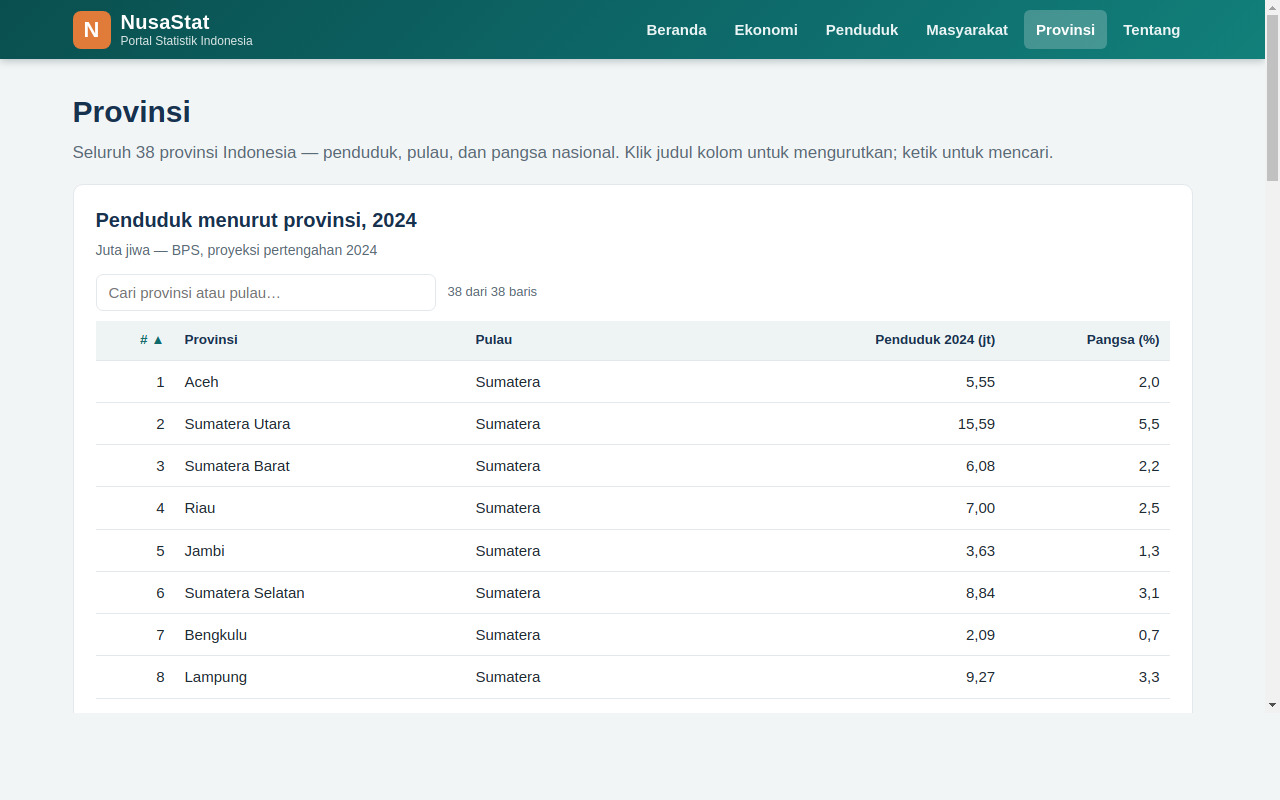 N
NusaStat
Portal Statistik Indonesia
Beranda Ekonomi Penduduk Masyarakat Provinsi Tentang
Provinsi
Seluruh 38 provinsi Indonesia — penduduk, pulau, dan pangsa nasional. Klik judul kolom untuk mengurutkan; ketik untuk mencari.
Penduduk menurut provinsi, 2024
Juta jiwa — BPS, proyeksi pertengahan 2024
Cari provinsi atau pulau… 38 dari 38 baris
# ▲ Provinsi Pulau Penduduk 2024 (jt) Pangsa (%)
1 Aceh Sumatera 5,55 2,0
2 Sumatera Utara Sumatera 15,59 5,5
3 Sumatera Barat Sumatera 6,08 2,2
4 Riau Sumatera 7,00 2,5
5 Jambi Sumatera 3,63 1,3
6 Sumatera Selatan Sumatera 8,84 3,1
7 Bengkulu Sumatera 2,09 0,7
8 Lampung Sumatera 9,27 3,3